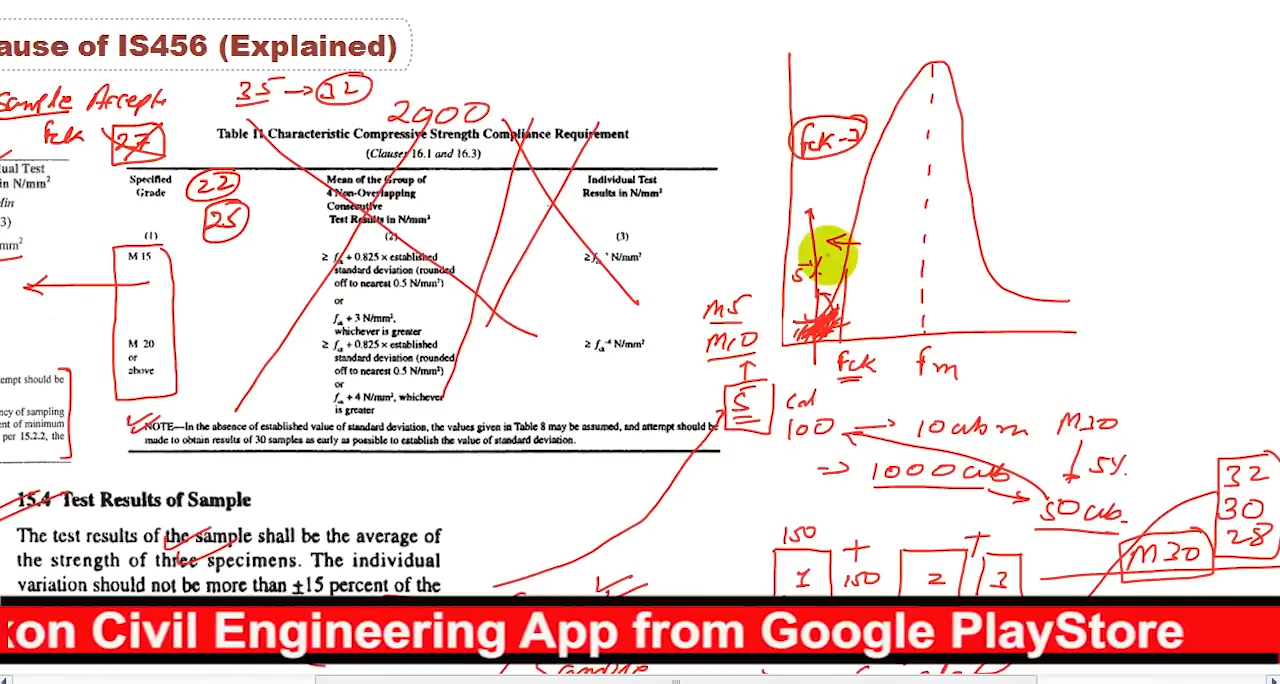 ause of IS456 (Explained)
Sample Accepts
fck 27
35 → 32
2900
Table 11 Characteristic Compressive Strength Compliance Requirement
(Clauses 16.1 and 16.3)
ual Test
in N/mm²
Min
3)
mm²
Specified
Grade
22
25
Mean of the Group of
4 Non-Overlapping
Consecutive
Test Results in N/mm²
Individual Test
Results in N/mm²
(1)
(2)
(3)
M 15
≥ fck + 0.825 × established
standard deviation (rounded
off to nearest 0.5 N/mm²)
or
fck + 3 N/mm²,
whichever is greater
N/mm²
M 20
or
above
≥ fck + 0.825 × established
standard deviation (rounded
off to nearest 0.5 N/mm²)
or
fck + 4 N/mm², whichever
is greater
≥ fck-4 N/mm²
NOTE—In the absence of established value of standard deviation, the values given in Table 8 may be assumed, and attempt should be
made to obtain results of 30 samples as early as possible to establish the value of standard deviation.
empt should be
ncy of sampling
ent of minimum
per 15.2.2, the
15.4 Test Results of Sample
The test results of the sample shall be the average of
the strength of three specimens. The individual
variation should not be more than ±15 percent of the
fck-3
5%
fck
fm
M5
M10
5
Col
100 → 10 cub m
M30
5%
⇒ 1000 cub
50 cub.
32
30
28
M30
150
1 + 150
2 + 3
kon Civil Engineering App from Google PlayStore